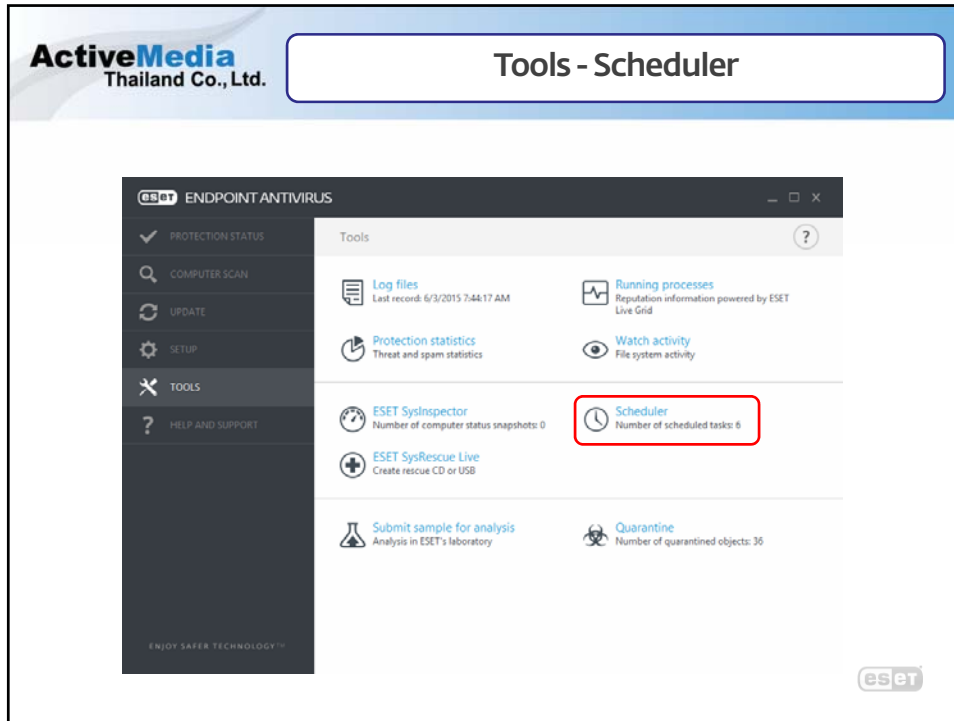 ActiveMedia
Thailand Co., Ltd.
Tools - Scheduler
eset ENDPOINT ANTIVIRUS
PROTECTION STATUS
COMPUTER SCAN
UPDATE
SETUP
TOOLS
HELP AND SUPPORT
ENJOY SAFER TECHNOLOGY™
Tools
?
Log files
Last record: 6/3/2015 7:44:17 AM
Running processes
Reputation information powered by ESET
Live Grid
Protection statistics
Threat and spam statistics
Watch activity
File system activity
ESET SysInspector
Number of computer status snapshots: 0
Scheduler
Number of scheduled tasks: 6
ESET SysRescue Live
Create rescue CD or USB
Submit sample for analysis
Analysis in ESET's laboratory
Quarantine
Number of quarantined objects: 36
eset